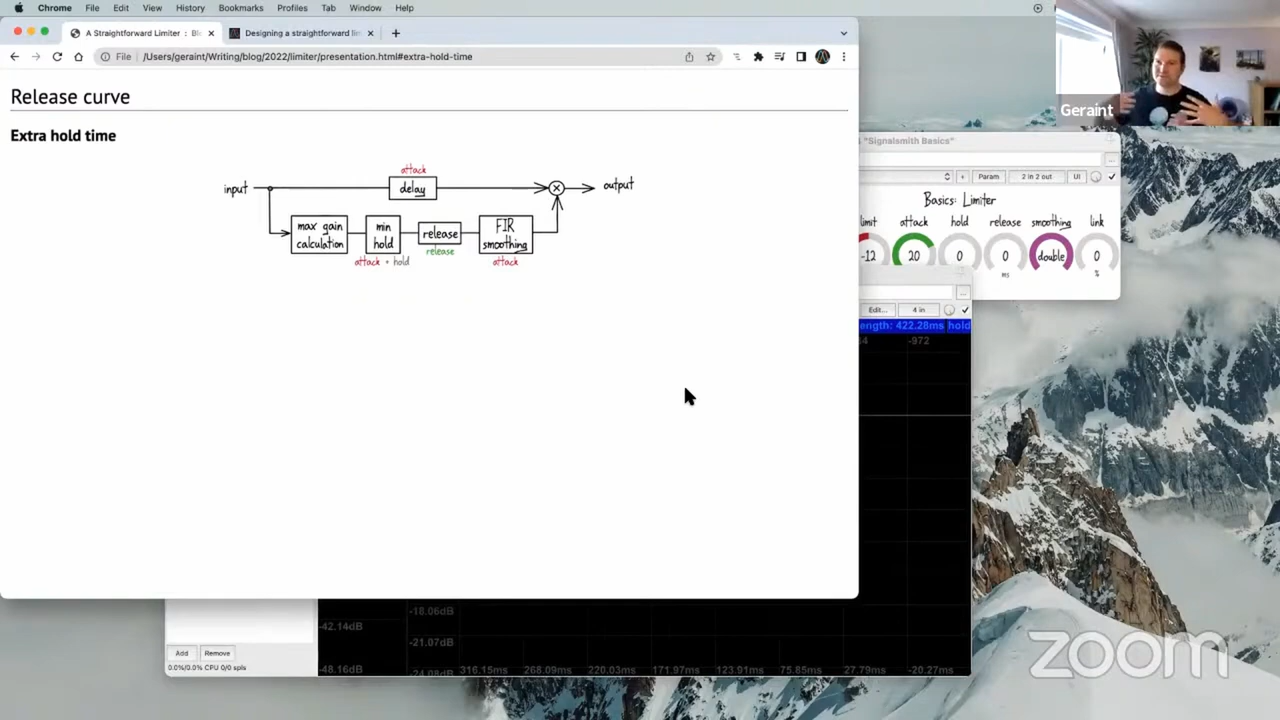 Chrome File Edit View History Bookmarks Profiles Tab Window Help
A Straightforward Limiter : Blo
Designing a straightforward lim
File /Users/geraint/Writing/blog/2022/limiter/presentation.html#extra-hold-time
Geraint
Release curve
Extra hold time
attack
input
delay
output
max gain
calculation
min
hold
release
FIR
smoothing
attack + hold
release
attack
"Signalsmith Basics"
+ Param 2 in 2 out UI
Basics: Limiter
limit attack hold release smoothing link
-12 20 0 0 double 0
ms %
Edit... 4 in
ength: 422.28ms hold
4 -972
-18.06dB
-42.14dB
-21.07dB
-48.16dB
-24.08dB
316.15ms 268.09ms 220.03ms 171.97ms 123.91ms 75.85ms 27.79ms -20.27ms
Add Remove
0.0%/0.0% CPU 0/0 spls
zoom